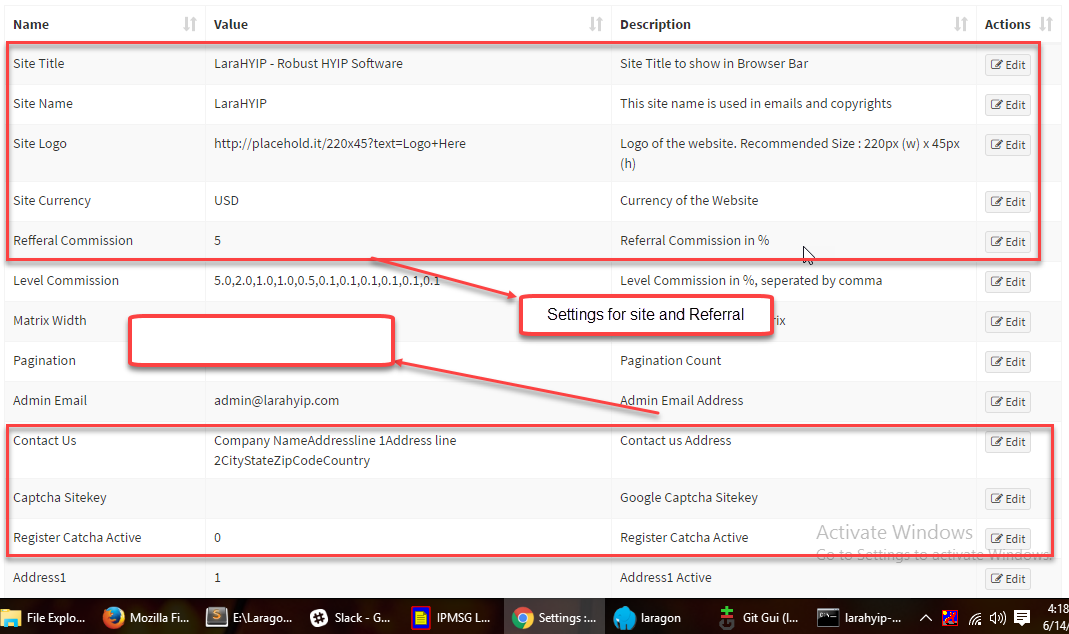 Name Value Description Actions
Site Title LaraHYIP - Robust HYIP Software Site Title to show in Browser Bar Edit
Site Name LaraHYIP This site name is used in emails and copyrights Edit
Site Logo http://placehold.it/220x45?text=Logo+Here Logo of the website. Recommended Size : 220px (w) x 45px Edit
(h)
Site Currency USD Currency of the Website Edit
Refferal Commission 5 Referral Commission in % Edit
Level Commission 5.0,2.0,1.0,1.0,0.5,0.1,0.1,0.1,0.1,0.1,0.1 Level Commission in %, seperated by comma Edit
Settings for site and Referral
Matrix Width rix Edit
Pagination Pagination Count Edit
Admin Email admin@larahyip.com Admin Email Address Edit
Contact Us Company NameAddressline 1Address line Contact us Address Edit
2CityStateZipCodeCountry
Captcha Sitekey Google Captcha Sitekey Edit
Register Catcha Active 0 Register Catcha Active Edit
Activate Windows
Go to Settings to activate Windows.
Address1 1 Address1 Active Edit
File Explo... Mozilla Fi... E:\Larago... Slack - G... IPMSG L... Settings :... laragon Git Gui (l... larahyip-... 4:18
6/14/